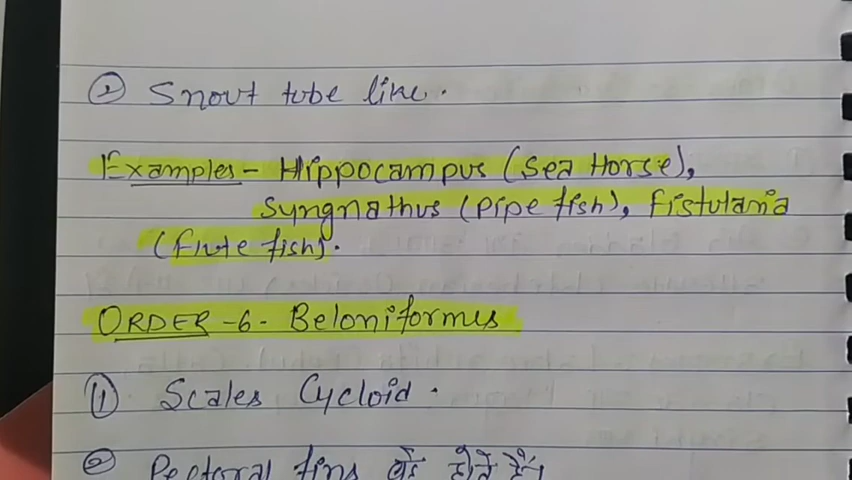 ② Snout tube like.
Examples - Hippocampus (Sea Horse),
Syngnathus (Pipe fish), Fistularia
(Flute fish).
ORDER -6- Beloniformes
① Scales Cycloid.
② Pectoral fins बड़े होते हैं।